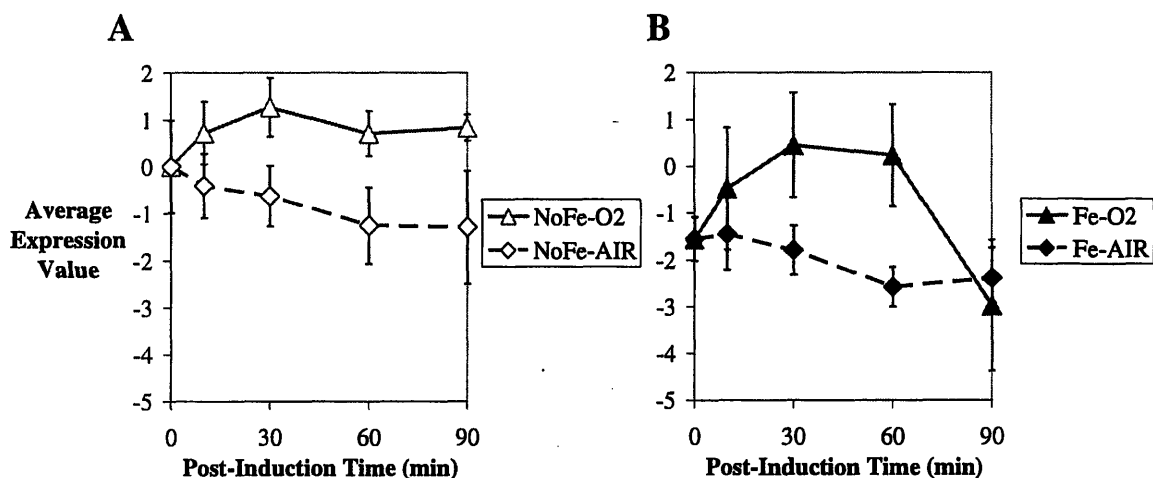 A
B
2
1
0
-1
-2
-3
-4
-5
Average
Expression
Value
0
30
60
90
Post-Induction Time (min)
NoFe-O2
NoFe-AIR
2
1
0
-1
-2
-3
-4
-5
0
30
60
90
Post-Induction Time (min)
Fe-O2
Fe-AIR